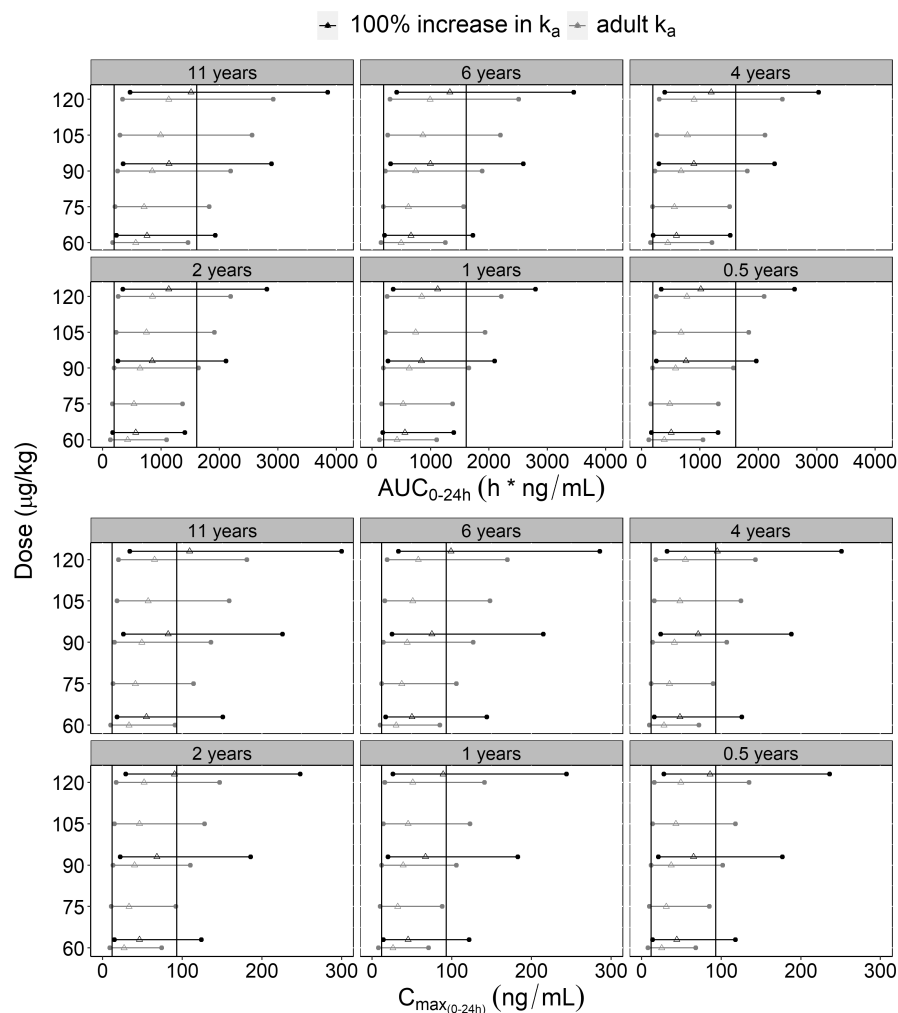 100% increase in ka adult ka
11 years 6 years 4 years
120
105
90
75
60
2 years 1 years 0.5 years
120
105
90
75
60
0 1000 2000 3000 4000 0 1000 2000 3000 4000 0 1000 2000 3000 4000
AUC0-24h (h * ng/mL)
Dose (μg/kg)
11 years 6 years 4 years
120
105
90
75
60
2 years 1 years 0.5 years
120
105
90
75
60
0 100 200 300 0 100 200 300 0 100 200 300
Cmax(0-24h) (ng/mL)